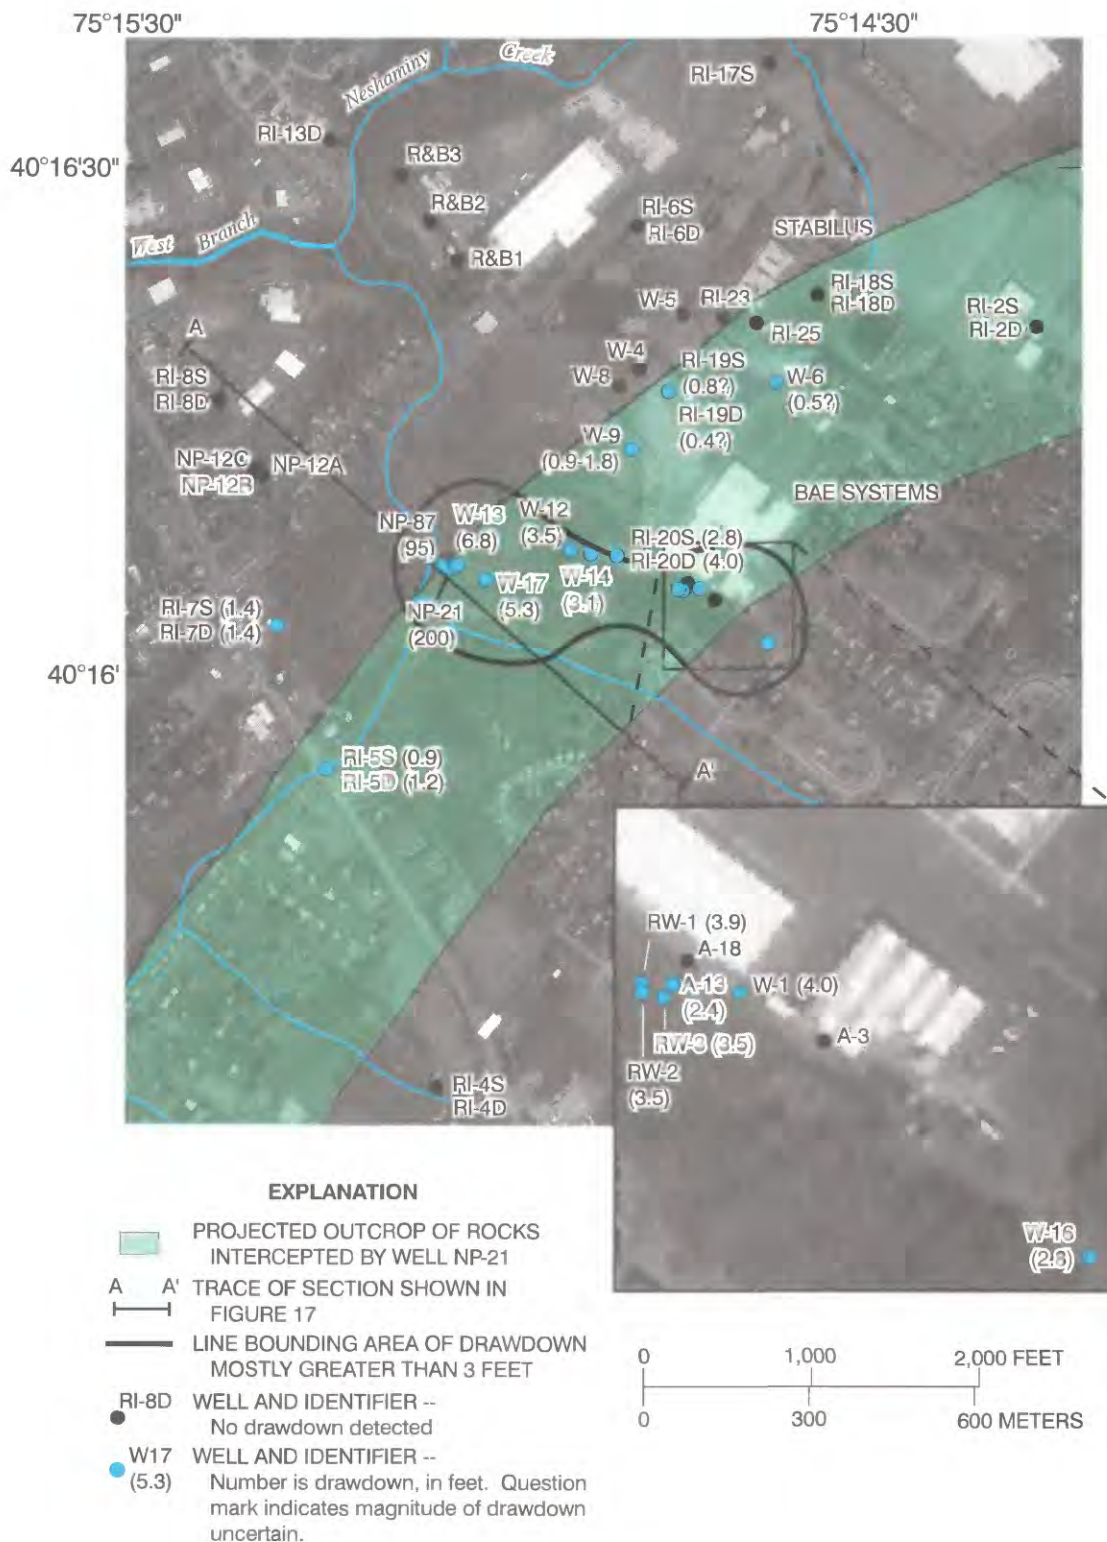 75°15'30"
75°14'30"
Creek
Neshaminy
RI-17S
RI-13D
40°16'30"
R&B3
R&B2
RI-6S
RI-6D
West Branch
STABILUS
R&B1
RI-18S
RI-18D
W-5
RI-23
RI-2S
RI-2D
RI-25
A
W-4
RI-19S
(0.8?)
W-6
(0.5?)
RI-8S
RI-8D
W-8
RI-19D
(0.4?)
W-9
(0.9-1.8)
NP-12C
NP-12A
NP-12B
BAE SYSTEMS
NP-87
(95)
W-13
(6.8)
W-12
(3.5)
RI-20S (2.8)
RI-20D (4.0)
W-17
(5.3)
W-14
(3.1)
RI-7S (1.4)
RI-7D (1.4)
NP-21
(200)
40°16'
RI-5S (0.9)
RI-5D (1.2)
A'
RW-1 (3.9)
A-18
A-13
(2.4)
W-1 (4.0)
RW-3 (3.5)
A-3
RW-2
(3.5)
RI-4S
RI-4D
W-16
(2.8)
EXPLANATION
PROJECTED OUTCROP OF ROCKS
INTERCEPTED BY WELL NP-21
A A' TRACE OF SECTION SHOWN IN
FIGURE 17
LINE BOUNDING AREA OF DRAWDOWN
MOSTLY GREATER THAN 3 FEET
RI-8D WELL AND IDENTIFIER --
No drawdown detected
W17 WELL AND IDENTIFIER --
(5.3) Number is drawdown, in feet. Question
mark indicates magnitude of drawdown
uncertain.
0 1,000 2,000 FEET
0 300 600 METERS